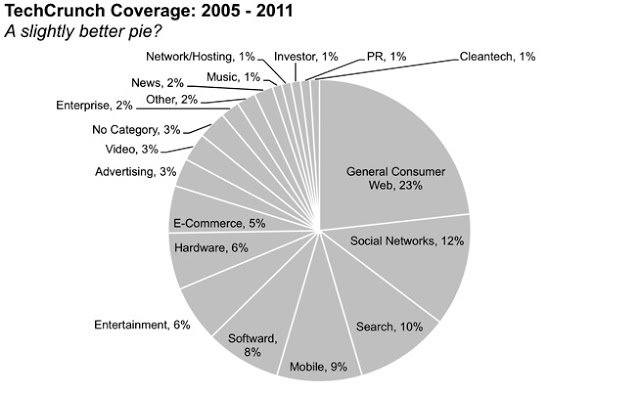 TechCrunch Coverage: 2005 - 2011
A slightly better pie?
Network/Hosting, 1%
Investor, 1%
PR, 1%
Cleantech, 1%
Music, 1%
News, 2%
Other, 2%
Enterprise, 2%
No Category, 3%
Video, 3%
Advertising, 3%
General Consumer
Web, 23%
E-Commerce, 5%
Social Networks, 12%
Hardware, 6%
Entertainment, 6%
Search, 10%
Softward,
8%
Mobile, 9%